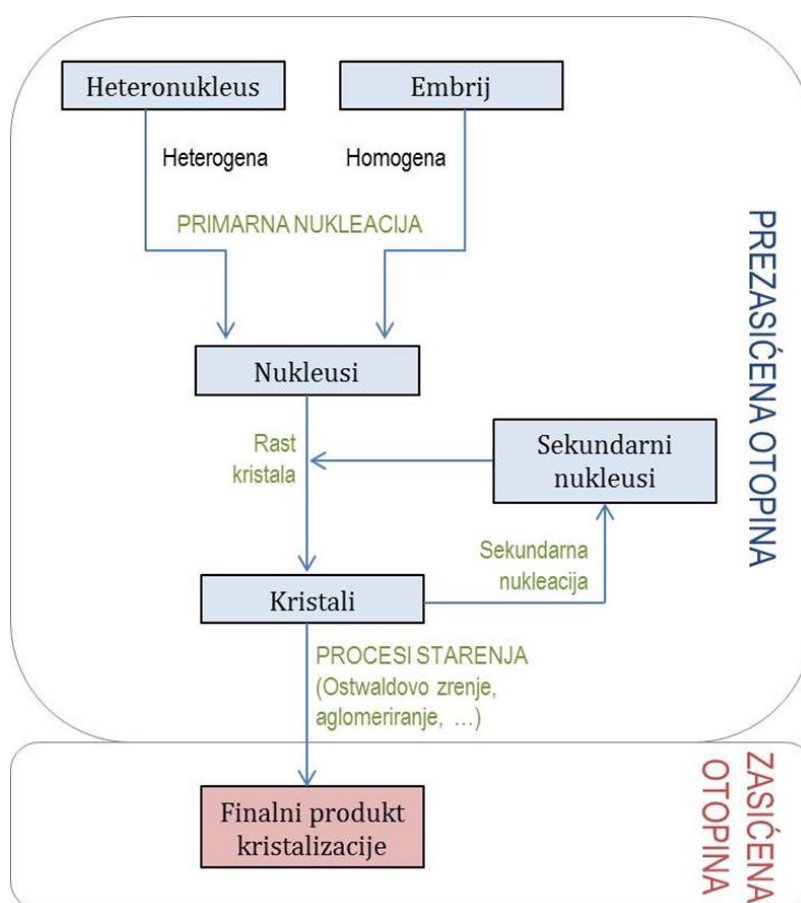 Heteronukleus
Embrij
Heterogena
Homogena
PRIMARNA NUKLEACIJA
Nukleusi
Rast
kristala
Sekundarni
nukleusi
Sekundarna
nukleacija
Kristali
PROCESI STARENJA
(Ostwaldovo zrenje,
aglomeriranje, ...)
PREZASIĆENA OTOPINA
Finalni produkt
kristalizacije
ZASIĆENA
OTOPINA